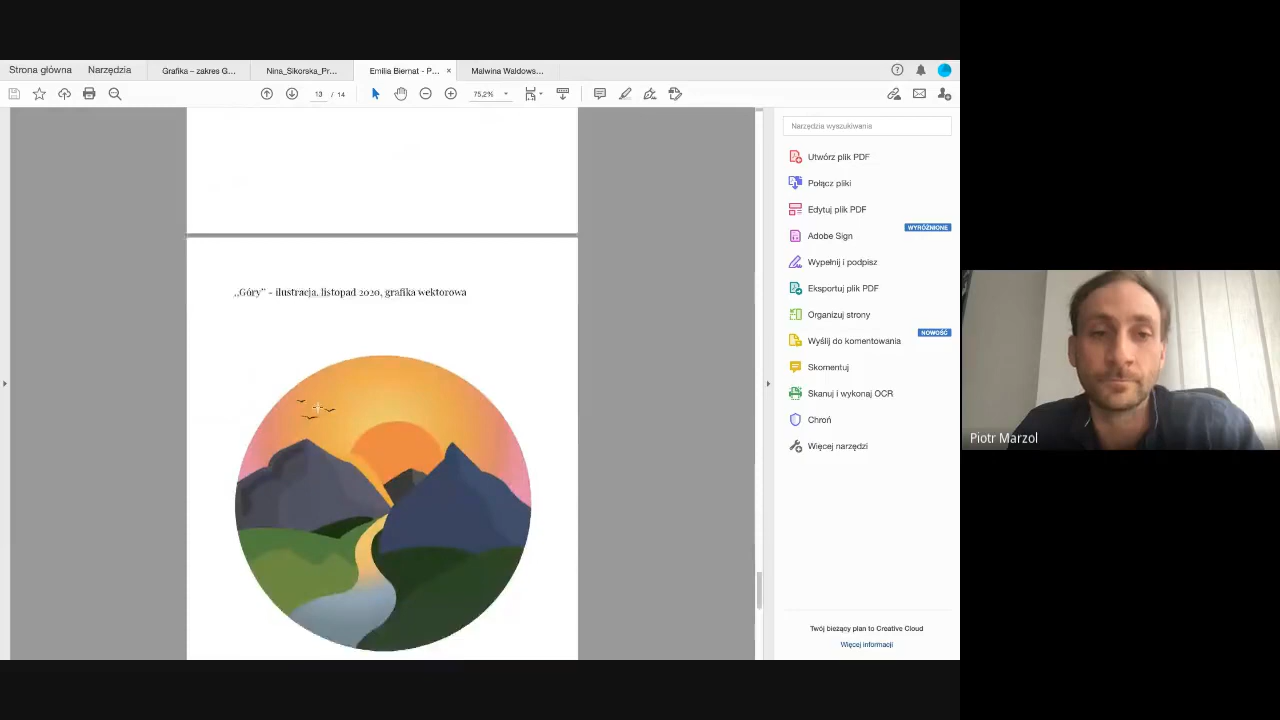 Strona główna
Narzędzia
Grafika – zakres G...
Nina_Sikorska_Pr...
Emilia Biernat - P... ×
Malwina Waldows...
13 / 14
75,2%
Narzędzia wyszukiwania
Utwórz plik PDF
Połącz pliki
Edytuj plik PDF
WYRÓŻNIONE
Adobe Sign
Wypełnij i podpisz
Eksportuj plik PDF
Organizuj strony
NOWOŚĆ
Wyślij do komentowania
Skomentuj
Skanuj i wykonaj OCR
Chroń
Więcej narzędzi
Twój bieżący plan to Creative Cloud
Więcej informacji
,,Góry” - ilustracja, listopad 2020, grafika wektorowa
Piotr Marzol